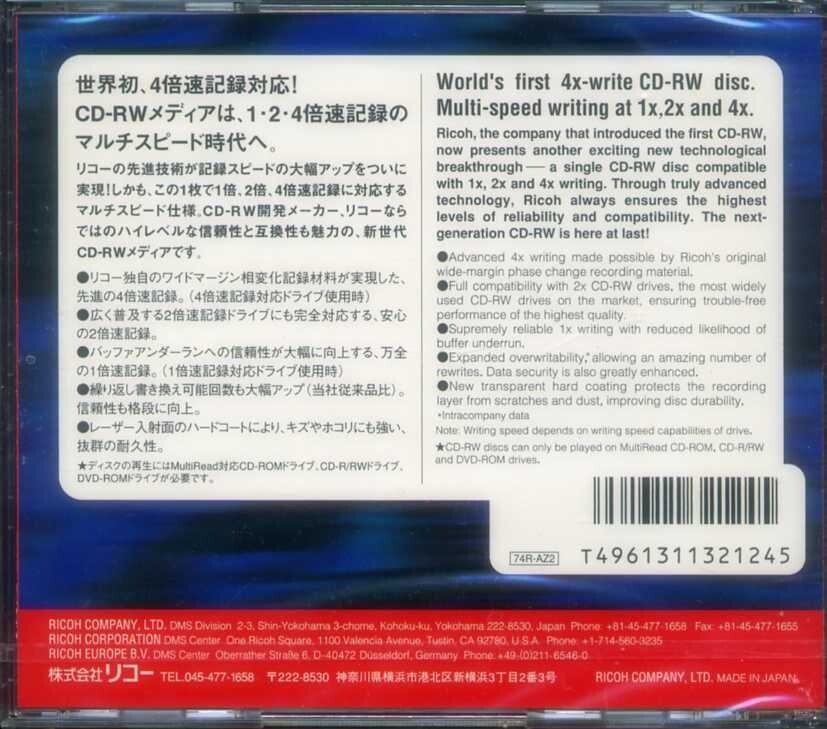 世界初、4倍速記録対応!
CD-RWメディアは、1・2・4倍速記録の
マルチスピード時代へ。
リコーの先進技術が記録スピードの大幅アップをついに
実現!しかも、この1枚で1倍、2倍、4倍速記録に対応する
マルチスピード仕様。CD-RW開発メーカー、リコーなら
ではのハイレベルな信頼性と互換性も魅力の、新世代
CD-RWメディアです。
●リコー独自のワイドマージン相変化記録材料が実現した、
先進の4倍速記録。(4倍速記録対応ドライブ使用時)
●広く普及する2倍速記録ドライブにも完全対応する、安心
の2倍速記録。
●バッファアンダーランへの信頼性が大幅に向上する、万全
の1倍速記録。(1倍速記録対応ドライブ使用時)
●繰り返し書き換え可能回数も大幅アップ(当社従来品比)。
信頼性も格段に向上。
●レーザー入射面のハードコートにより、キズやホコリにも強い、
抜群の耐久性。
★ディスクの再生にはMultiRead対応CD-ROMドライブ、CD-R/RWドライブ、
DVD-ROMドライブが必要です。
World's first 4x-write CD-RW disc.
Multi-speed writing at 1x,2x and 4x.
Ricoh, the company that introduced the first CD-RW,
now presents another exciting new technological
breakthrough — a single CD-RW disc compatible
with 1x, 2x and 4x writing. Through truly advanced
technology, Ricoh always ensures the highest
levels of reliability and compatibility. The next-
generation CD-RW is here at last!
●Advanced 4x writing made possible by Ricoh's original
wide-margin phase change recording material.
●Full compatibility with 2x CD-RW drives, the most widely
used CD-RW drives on the market, ensuring trouble-free
performance of the highest quality.
●Supremely reliable 1x writing with reduced likelihood of
buffer underrun.
●Expanded overwritability,* allowing an amazing number of
rewrites. Data security is also greatly enhanced.
●New transparent hard coating protects the recording
layer from scratches and dust, improving disc durability.
*Intracompany data
Note: Writing speed depends on writing speed capabilities of drive.
★CD-RW discs can only be played on MultiRead CD-ROM, CD-R/RW
and DVD-ROM drives.
74R-AZ2
T4961311321245
RICOH COMPANY, LTD. DMS Division 2-3, Shin-Yokohama 3-chome, Kohoku-ku, Yokohama 222-8530, Japan Phone: +81-45-477-1658 Fax: +81-45-477-1655
RICOH CORPORATION DMS Center One Ricoh Square, 1100 Valencia Avenue, Tustin, CA 92780, U.S.A. Phone: +1-714-560-3235
RICOH EUROPE B.V. DMS Center Oberrather Straße 6, D-40472 Düsseldorf, Germany Phone: +49-(0)211-6546-0
株式会社リコー TEL.045-477-1658 〒222-8530 神奈川県横浜市港北区新横浜3丁目2番3号
RICOH COMPANY, LTD. MADE IN JAPAN.